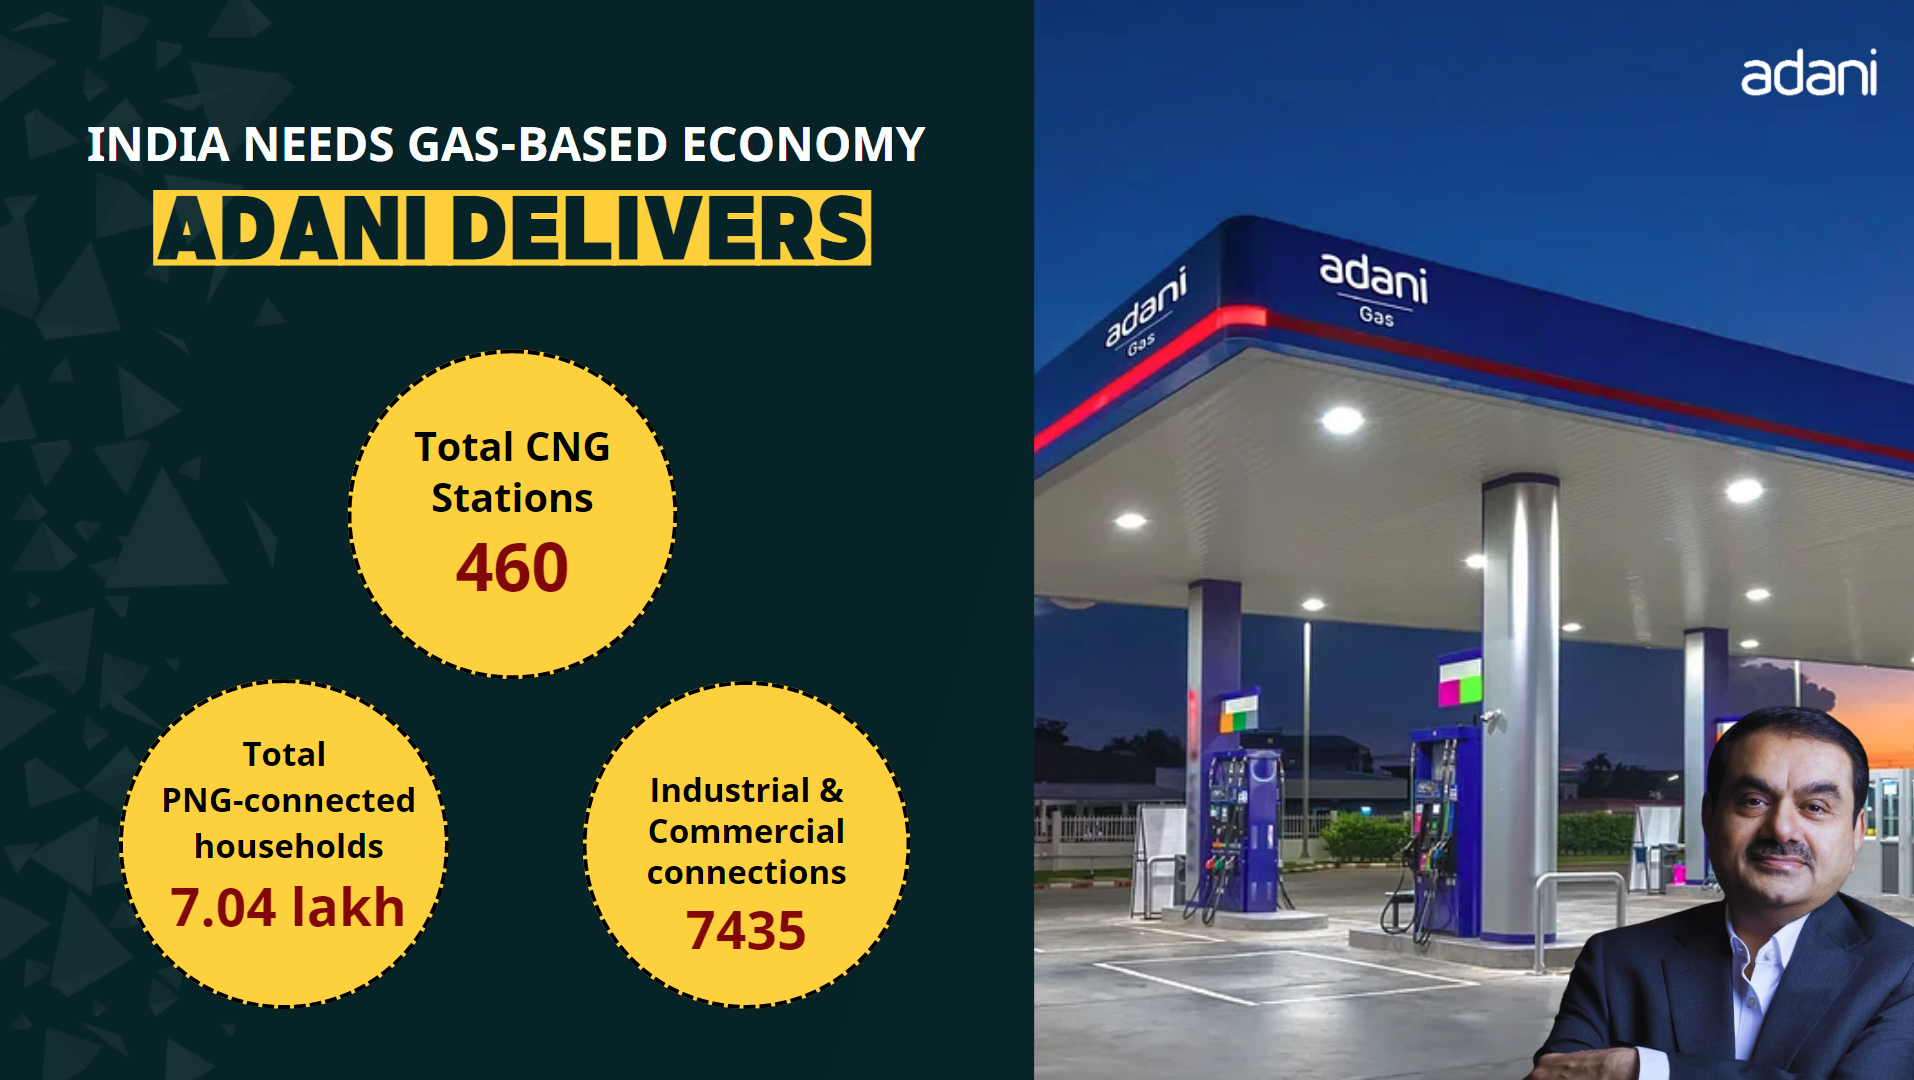 adani
INDIA NEEDS GAS-BASED ECONOMY
ADANI DELIVERS
adani
Gas
adani
Gas
Total CNG
Stations
460
Total
PNG-connected
households
7.04 lakh
Industrial &
Commercial
connections
7435